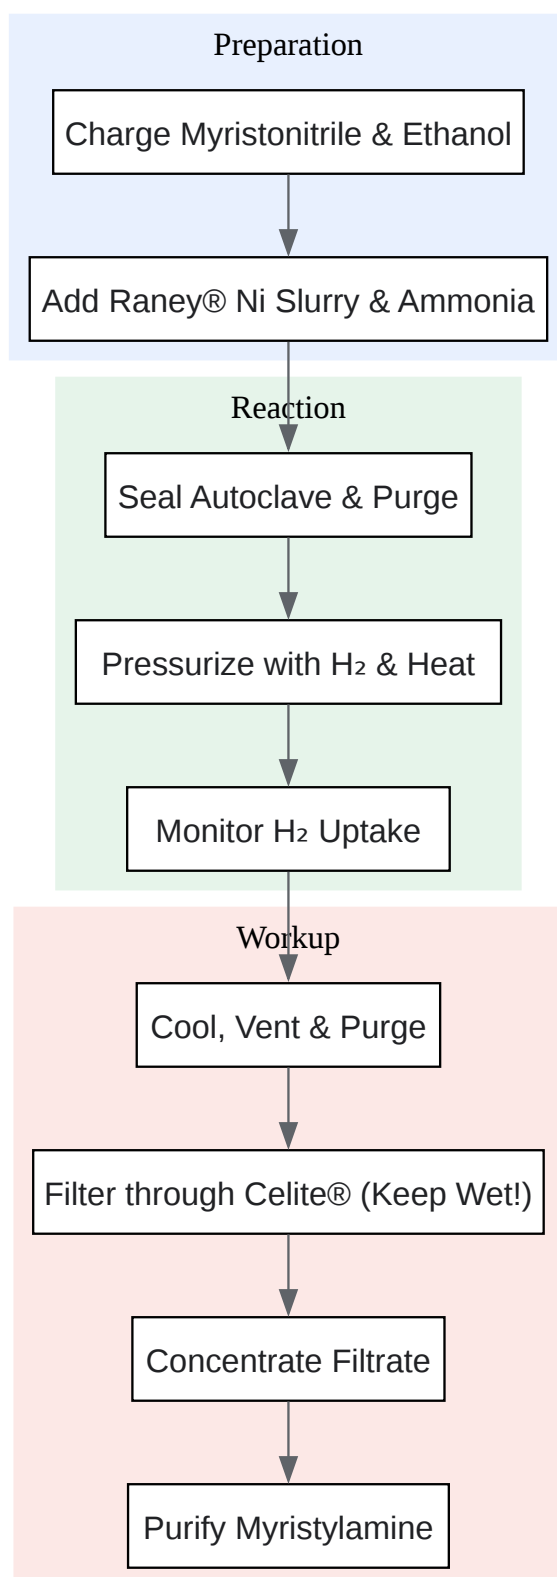 Preparation
Charge Myristonitrile & Ethanol
Add Raney® Ni Slurry & Ammonia
Reaction
Seal Autoclave & Purge
Pressurize with H₂ & Heat
Monitor H₂ Uptake
Workup
Cool, Vent & Purge
Filter through Celite® (Keep Wet!)
Concentrate Filtrate
Purify Myristylamine